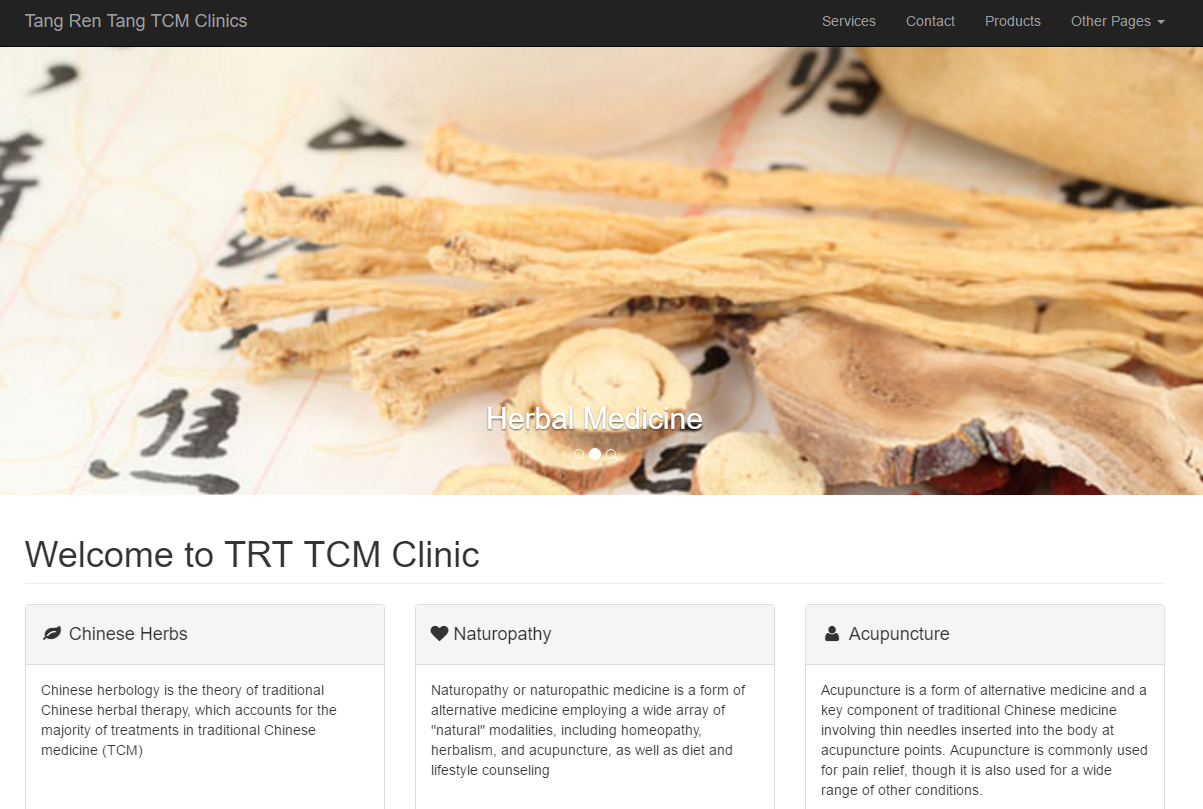 Tang Ren Tang TCM Clinics
Services
Contact
Products
Other Pages
归
Herbal Medicine
Welcome to TRT TCM Clinic
Chinese Herbs
Chinese herbology is the theory of traditional
Chinese herbal therapy, which accounts for the
majority of treatments in traditional Chinese
medicine (TCM)
Naturopathy
Naturopathy or naturopathic medicine is a form of
alternative medicine employing a wide array of
"natural" modalities, including homeopathy,
herbalism, and acupuncture, as well as diet and
lifestyle counseling
Acupuncture
Acupuncture is a form of alternative medicine and a
key component of traditional Chinese medicine
involving thin needles inserted into the body at
acupuncture points. Acupuncture is commonly used
for pain relief, though it is also used for a wide
range of other conditions.